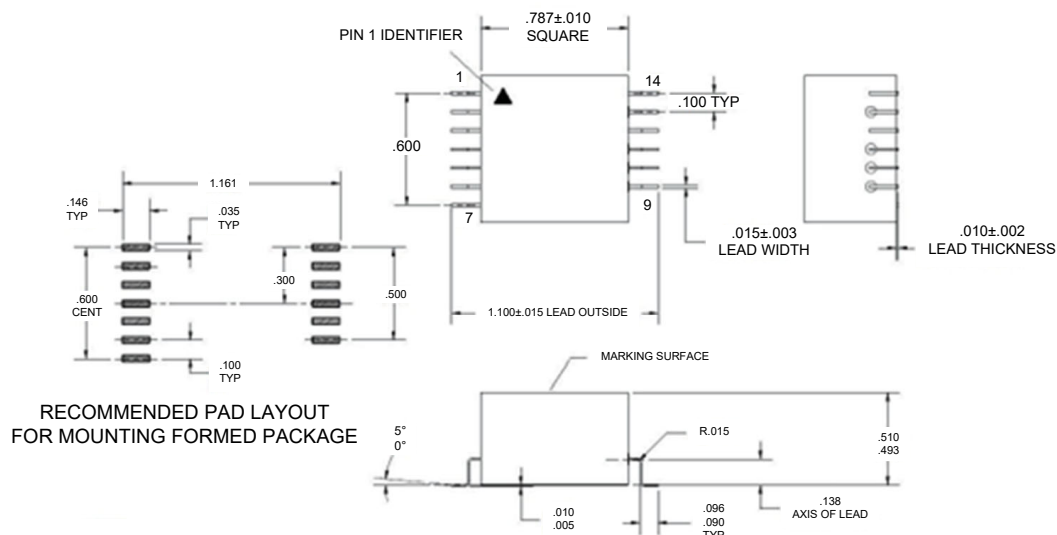 .787±.010
SQUARE
PIN 1 IDENTIFIER
1
14
.100 TYP
.600
7
9
.015±.003
LEAD WIDTH
.010±.002
LEAD THICKNESS
1.100±.015 LEAD OUTSIDE
1.161
.146
TYP
.035
TYP
.600
CENT
.300
.500
.100
TYP
RECOMMENDED PAD LAYOUT
FOR MOUNTING FORMED PACKAGE
MARKING SURFACE
5°
0°
R.015
.510
.493
.010
.005
.096
.090
TYP
.138
AXIS OF LEAD